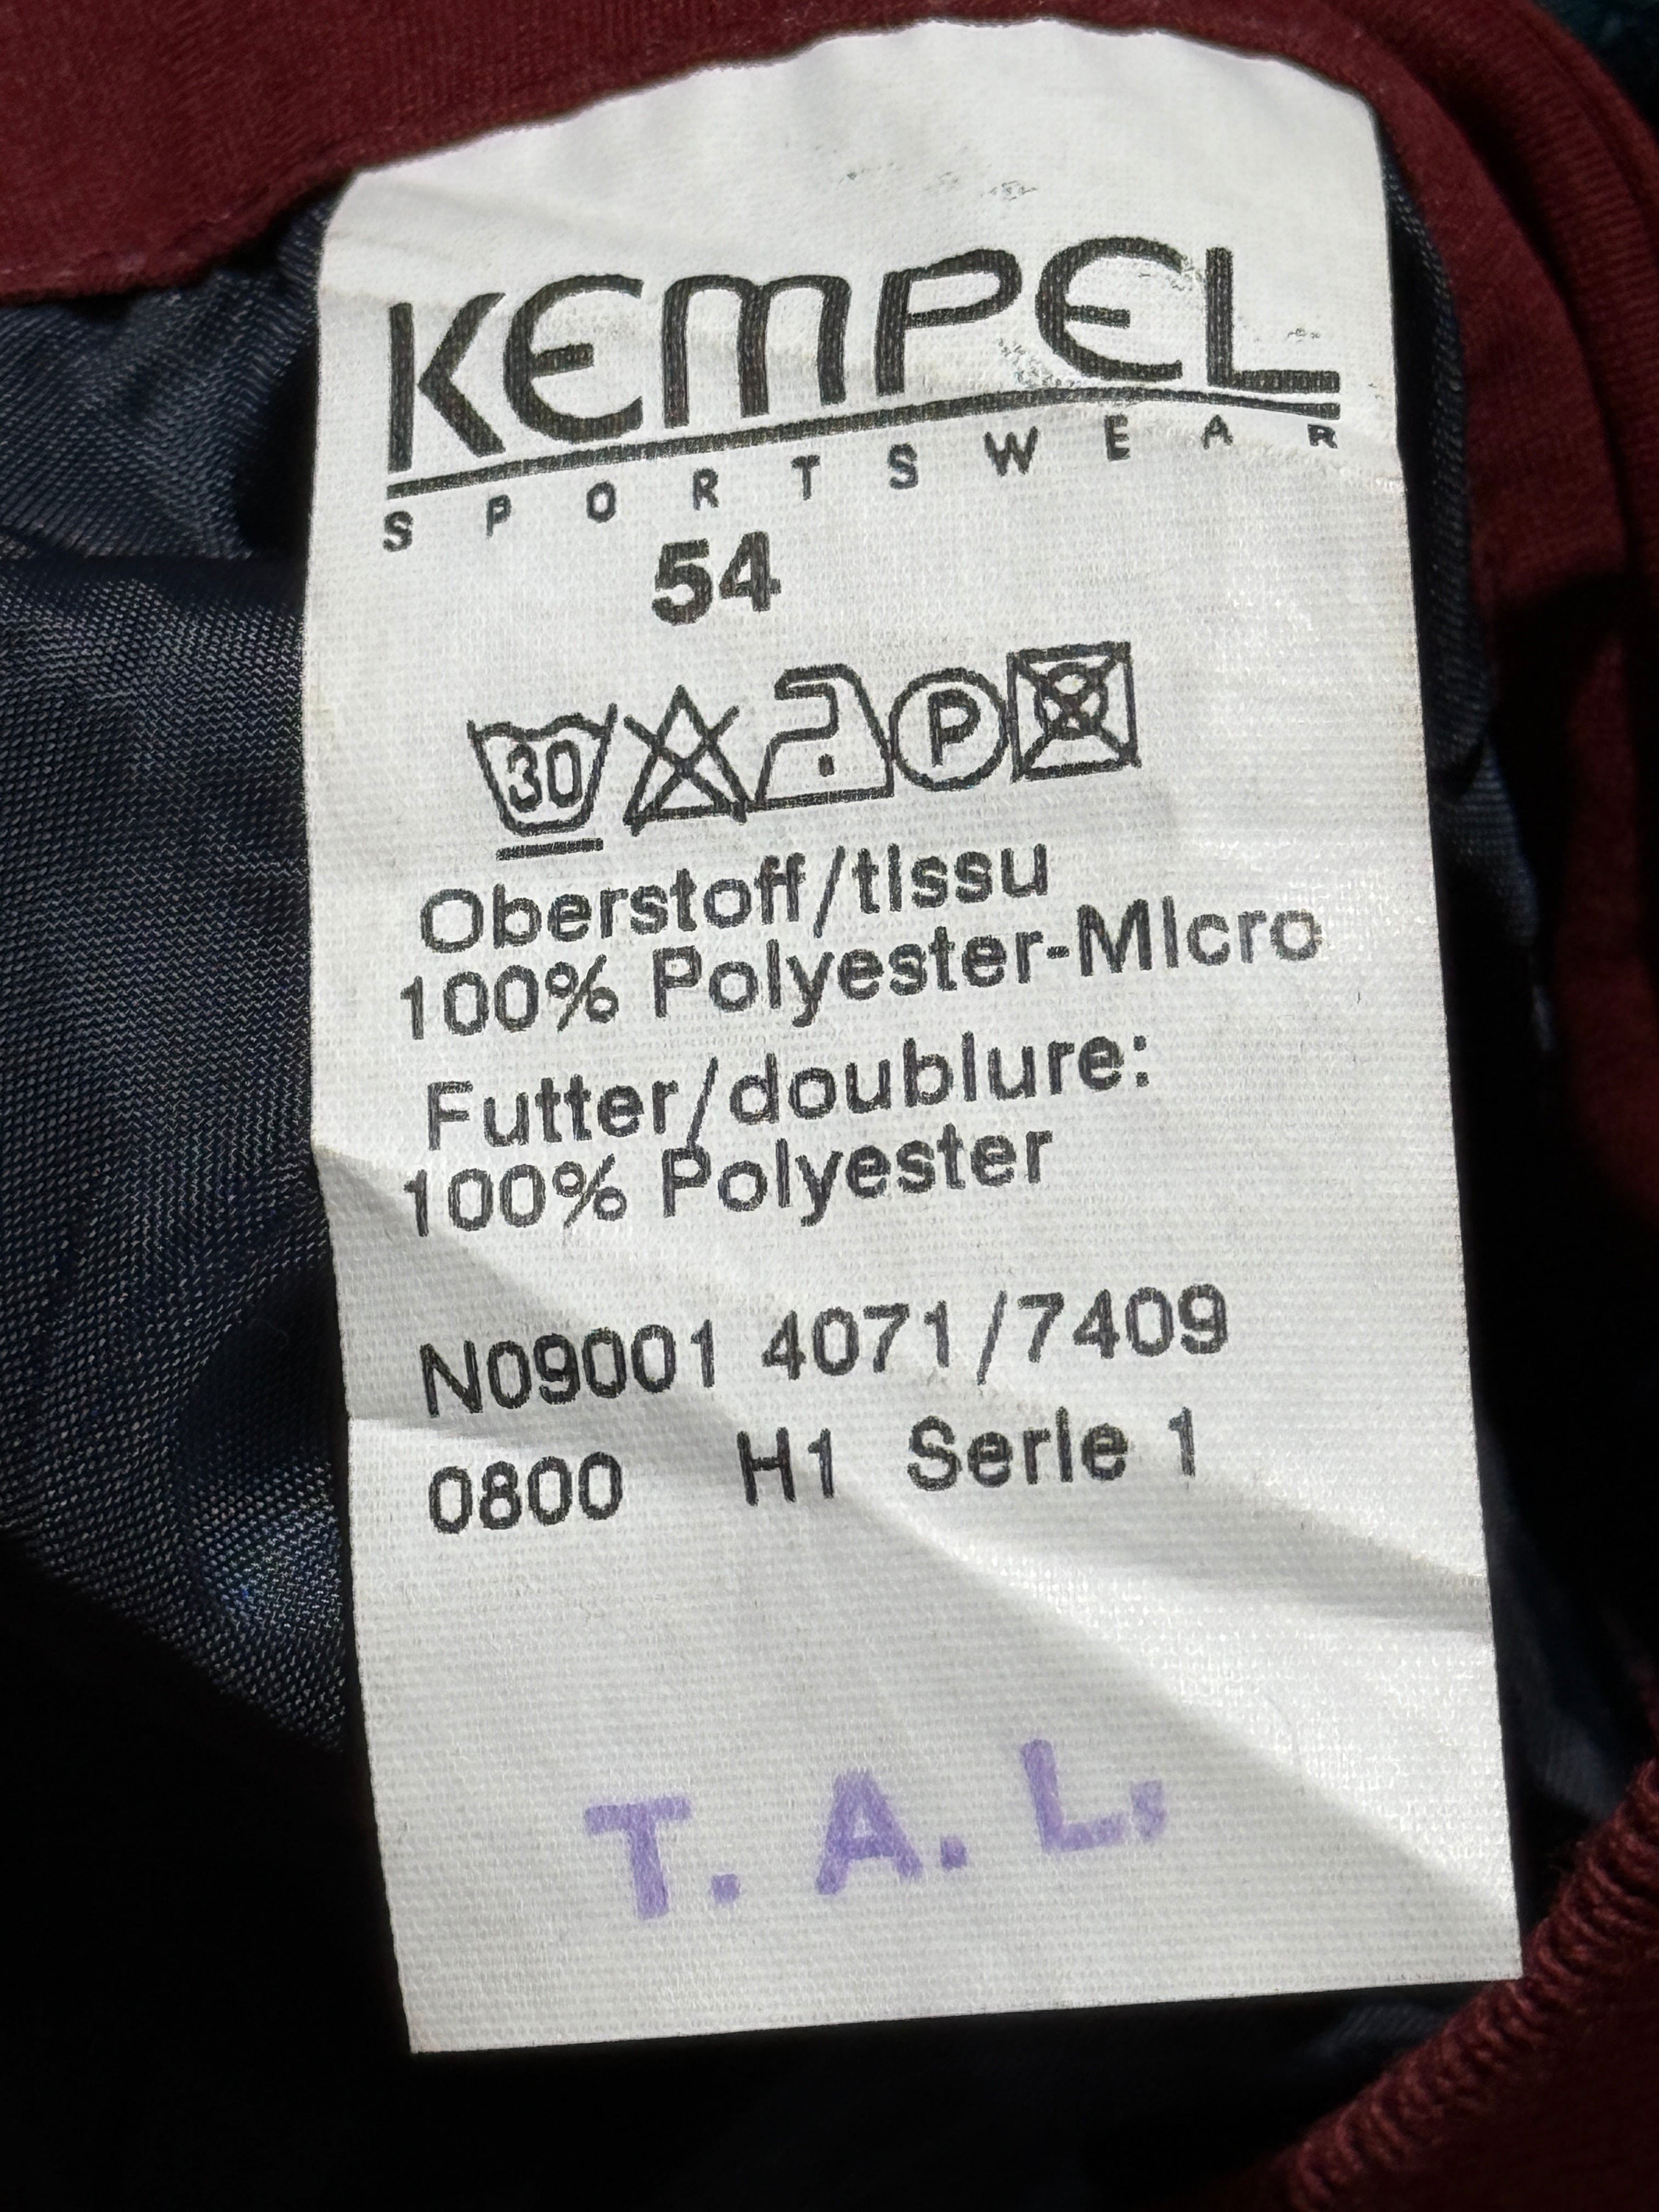 KEMPEL
SPORTSWEAR
54
30 P
Oberstoff/tissu
100% Polyester-Micro
Futter/doublure:
100% Polyester
N09001 4071/7409
0800 H1 Serie 1
T. A. L.